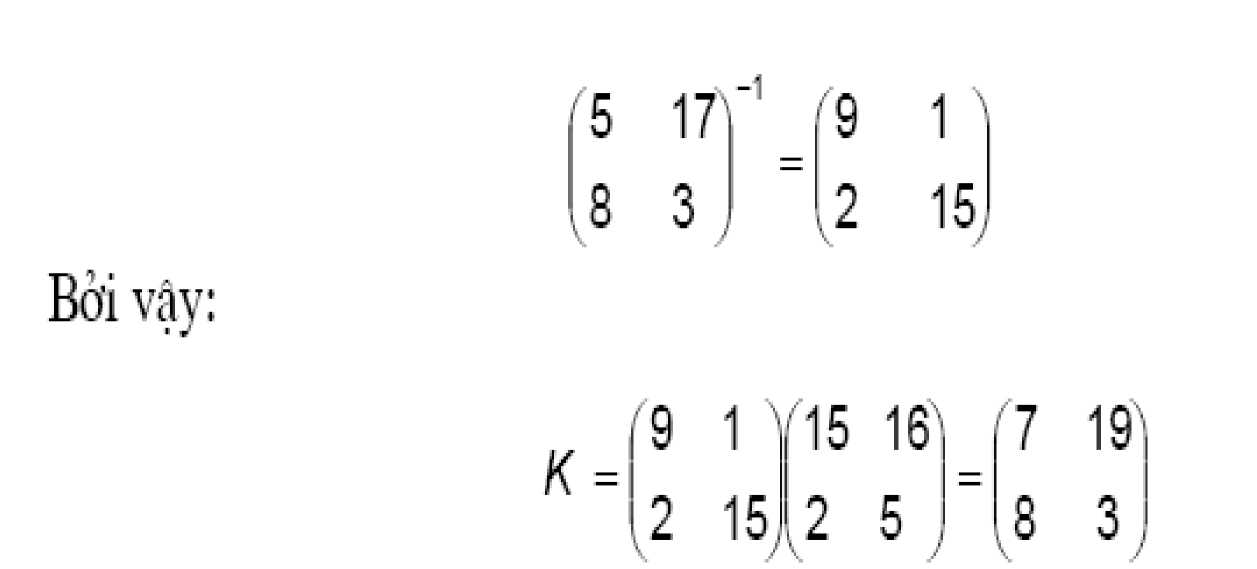 5 17 −1 = 9 1
8 3 2 15
Bởi vậy:
K = 9 1 15 16 = 7 19
2 15 2 5 8 3